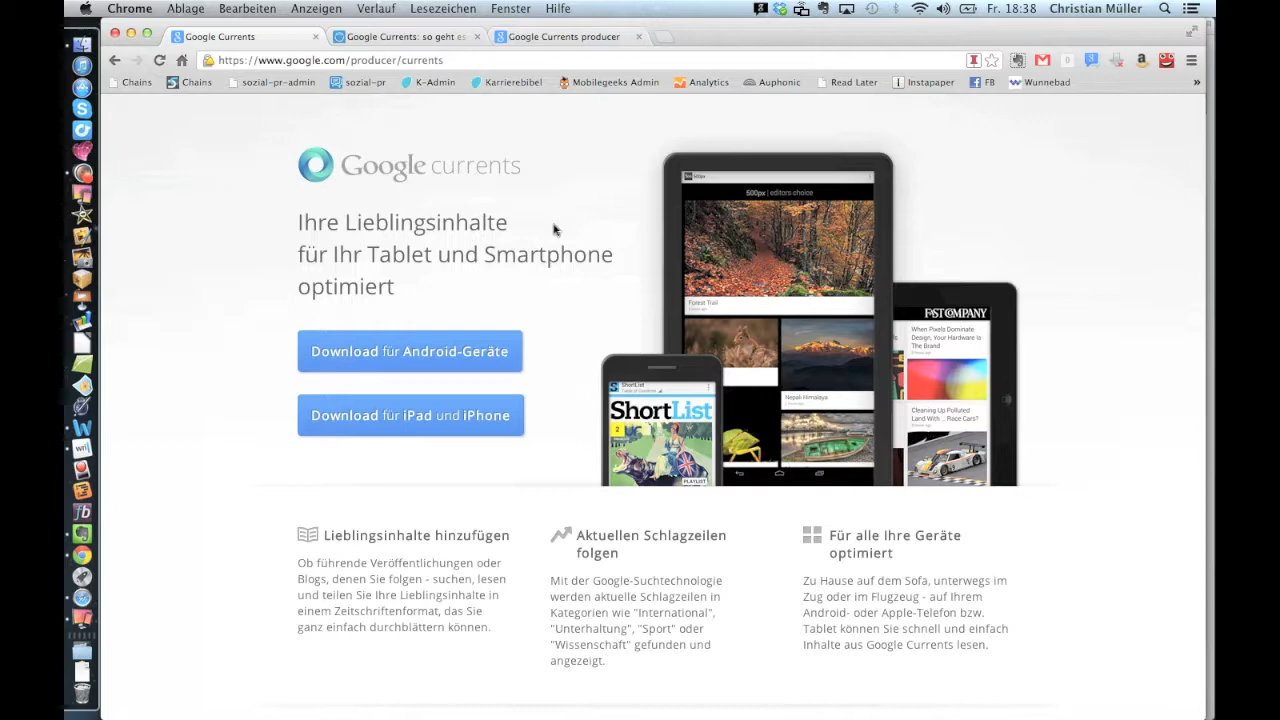 Chrome Ablage Bearbeiten Anzeigen Verlauf Lesezeichen Fenster Hilfe Fr. 18:38 Christian Müller
Google Currents Google Currents: so geht es Google Currents producer
https://www.google.com/producer/currents
Chains Chains sozial-pr-admin sozial-pr K-Admin Karrierebibel Mobilegeeks Admin Analytics Auphonic Read Later Instapaper FB Wunnebad »
Google currents
Ihre Lieblingsinhalte
für Ihr Tablet und Smartphone
optimiert
Download für Android-Geräte
Download für iPad und iPhone
500px
500px | editors choice
Forest Trail
Nepali Himalaya
ShortList
ShortList
2
PLAYLIST
FAST COMPANY
When Pixels Dominate
Design, Your Hardware Is
The Brand
Cleaning Up Polluted
Land With ... Race Cars?
Lieblingsinhalte hinzufügen
Ob führende Veröffentlichungen oder
Blogs, denen Sie folgen - suchen, lesen
und teilen Sie Ihre Lieblingsinhalte in
einem Zeitschriftenformat, das Sie
ganz einfach durchblättern können.
Aktuellen Schlagzeilen
folgen
Mit der Google-Suchtechnologie
werden aktuelle Schlagzeilen in
Kategorien wie "International",
"Unterhaltung", "Sport" oder
"Wissenschaft" gefunden und
angezeigt.
Für alle Ihre Geräte
optimiert
Zu Hause auf dem Sofa, unterwegs im
Zug oder im Flugzeug - auf Ihrem
Android- oder Apple-Telefon bzw.
Tablet können Sie schnell und einfach
Inhalte aus Google Currents lesen.